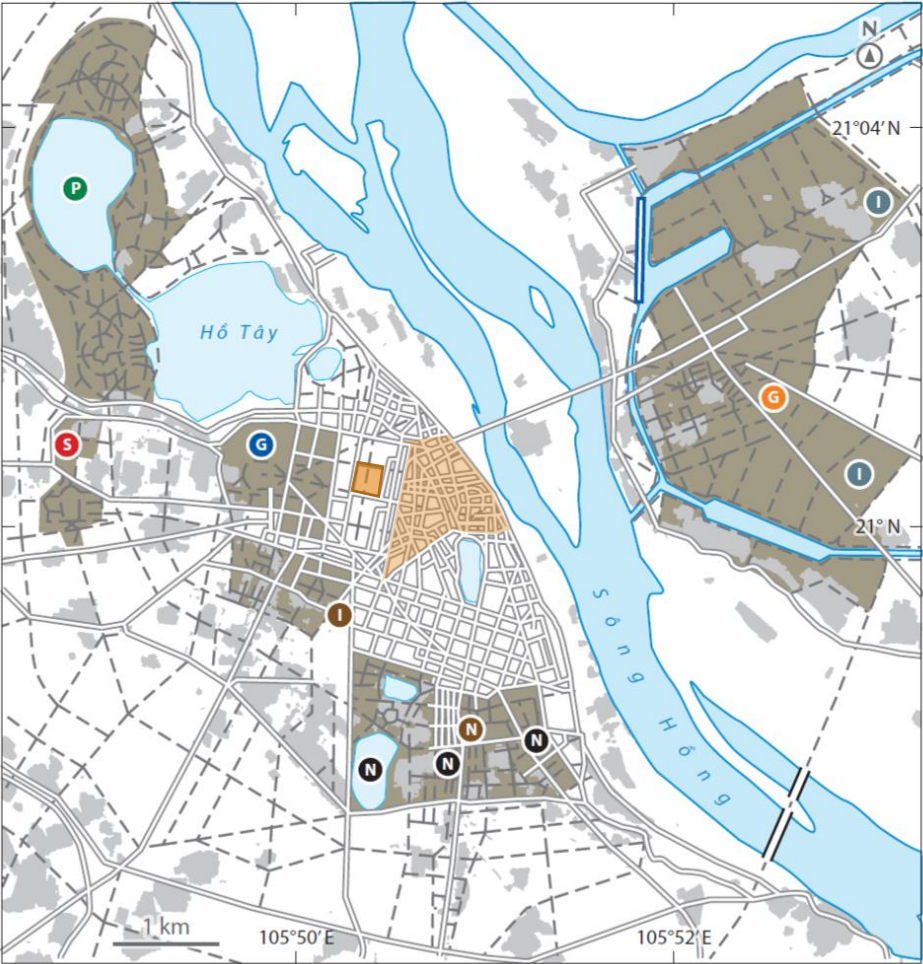 N
21°04′ N
P
I
Hồ Tây
G
S
G
I
21° N
I
Sông Hồng
N
N
N
N
1 km
105°50′ E
105°52′ E